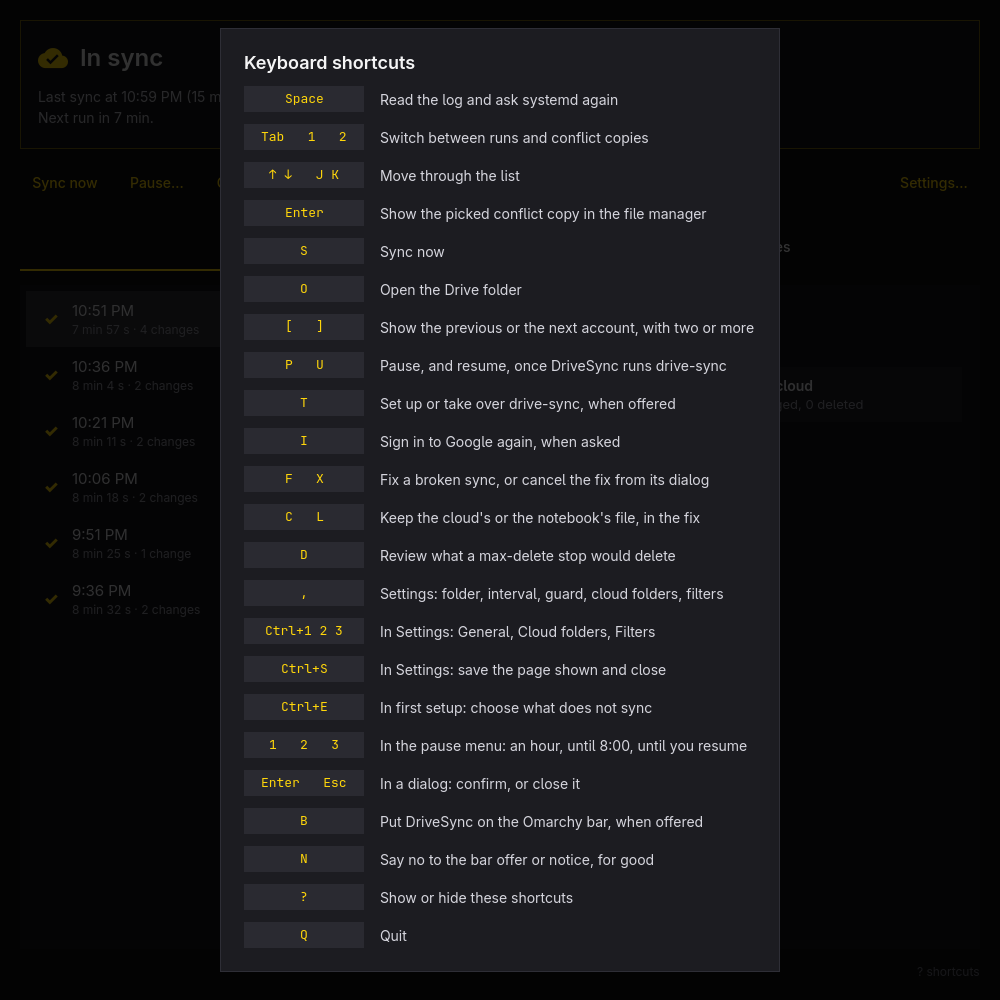 In sync
Last sync at 10:59 PM (15 m
Next run in 7 min.
Sync now Pause… Settings…
es
10:51 PM
7 min 57 s · 4 changes
10:36 PM
8 min 4 s · 2 changes
10:21 PM
8 min 11 s · 2 changes
10:06 PM
8 min 18 s · 2 changes
9:51 PM
8 min 25 s · 1 change
9:36 PM
8 min 32 s · 2 changes
cloud
ed, 0 deleted
Keyboard shortcuts
Space Read the log and ask systemd again
Tab 1 2 Switch between runs and conflict copies
↑ ↓ J K Move through the list
Enter Show the picked conflict copy in the file manager
S Sync now
O Open the Drive folder
[ ] Show the previous or the next account, with two or more
P U Pause, and resume, once DriveSync runs drive-sync
T Set up or take over drive-sync, when offered
I Sign in to Google again, when asked
F X Fix a broken sync, or cancel the fix from its dialog
C L Keep the cloud's or the notebook's file, in the fix
D Review what a max-delete stop would delete
, Settings: folder, interval, guard, cloud folders, filters
Ctrl+1 2 3 In Settings: General, Cloud folders, Filters
Ctrl+S In Settings: save the page shown and close
Ctrl+E In first setup: choose what does not sync
1 2 3 In the pause menu: an hour, until 8:00, until you resume
Enter Esc In a dialog: confirm, or close it
B Put DriveSync on the Omarchy bar, when offered
N Say no to the bar offer or notice, for good
? Show or hide these shortcuts
Q Quit
? shortcuts